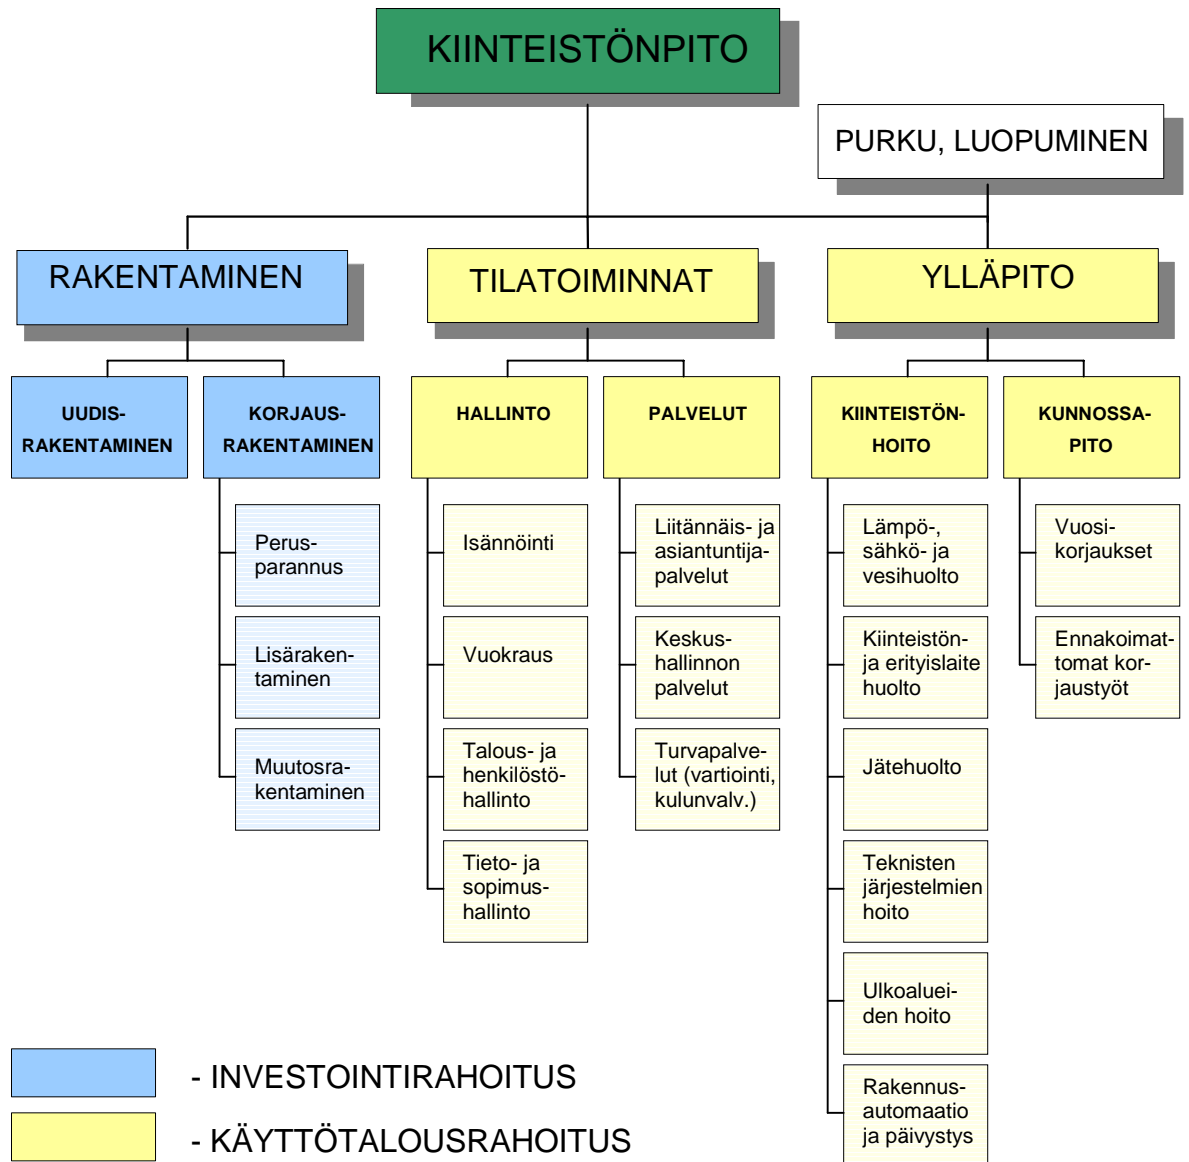 KIINTEISTÖNPITO
PURKU, LUOPUMINEN
RAKENTAMINEN
TILATOIMINNAT
YLLÄPITO
UUDIS-
RAKENTAMINEN
KORJAUS-
RAKENTAMINEN
HALLINTO
PALVELUT
KIINTEISTÖN-
HOITO
KUNNOSSA-
PITO
Perus-
parannus
Lisäraken-
taminen
Muutosra-
kentaminen
Isännöinti
Vuokraus
Talous- ja
henkilöstö-
hallinto
Tieto- ja
sopimus-
hallinto
Liitännäis- ja
asiantuntija-
palvelut
Keskus-
hallinnon
palvelut
Turvapalve-
lut (vartiointi,
kulunvalv.)
Lämpö-,
sähkö- ja
vesihuolto
Kiinteistön-
ja erityislaite
huolto
Jätehuolto
Teknisten
järjestelmien
hoito
Ulkoaluei-
den hoito
Rakennus-
automaatio
ja päivystys
Vuosi-
korjaukset
Ennakoimat-
tomat kor-
jaustyöt
- INVESTOINTIRAHOITUS
- KÄYTTÖTALOUSRAHOITUS